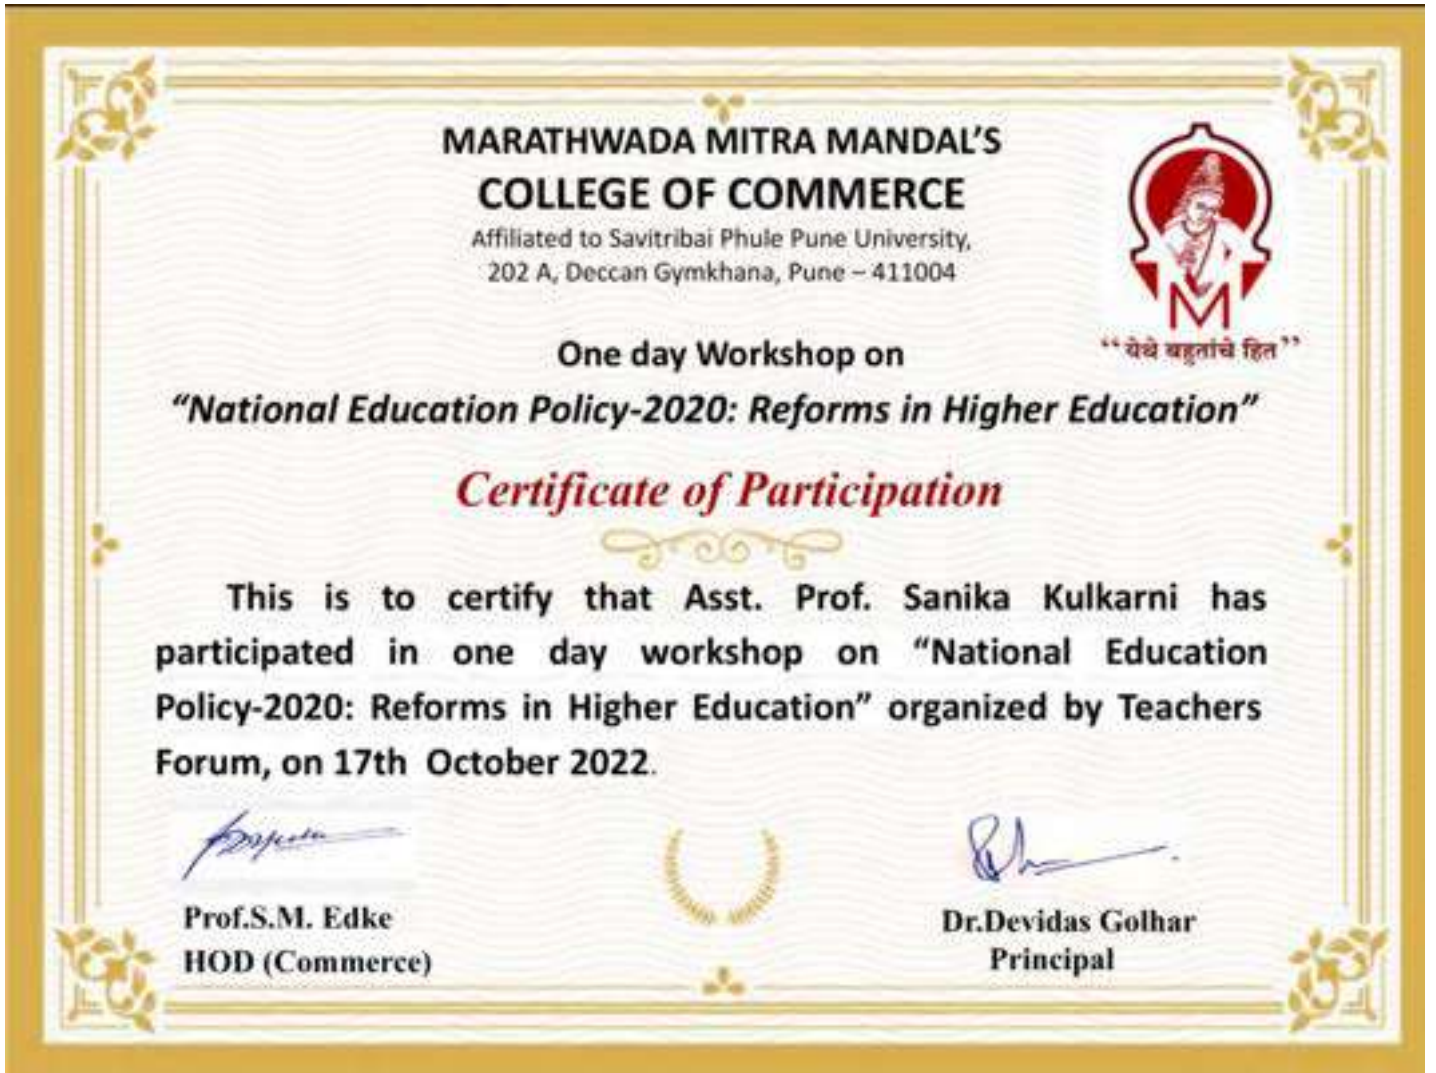 MARATHWADA MITRA MANDAL'S
COLLEGE OF COMMERCE
Affiliated to Savitribai Phule Pune University,
202 A, Deccan Gymkhana, Pune – 411004
M
“येथे बहुतांचे हित”
One day Workshop on
“National Education Policy-2020: Reforms in Higher Education”
Certificate of Participation
This is to certify that Asst. Prof. Sanika Kulkarni has
participated in one day workshop on “National Education
Policy-2020: Reforms in Higher Education” organized by Teachers
Forum, on 17th October 2022.
Prof.S.M. Edke
HOD (Commerce)
Dr.Devidas Golhar
Principal